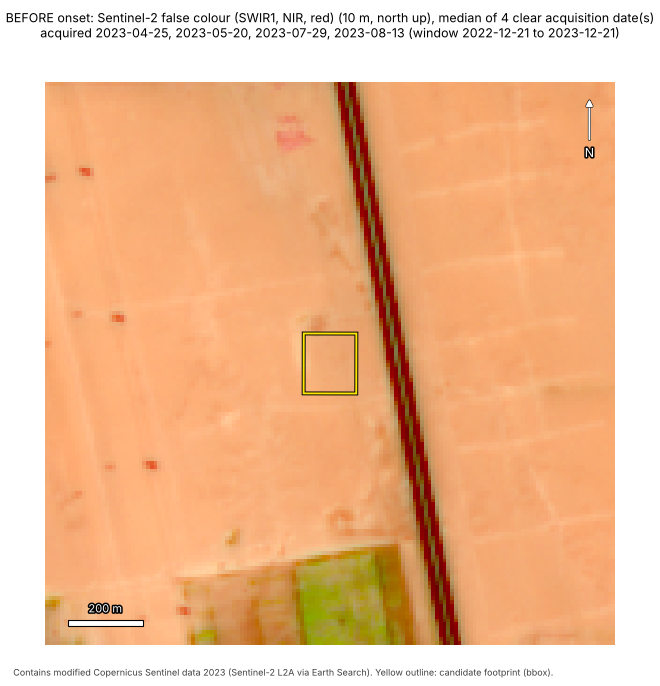 BEFORE onset: Sentinel-2 false colour (SWIR1, NIR, red) (10 m, north up), median of 4 clear acquisition date(s)
acquired 2023-04-25, 2023-05-20, 2023-07-29, 2023-08-13 (window 2022-12-21 to 2023-12-21)
N
200 m
Contains modified Copernicus Sentinel data 2023 (Sentinel-2 L2A via Earth Search). Yellow outline: candidate footprint (bbox).